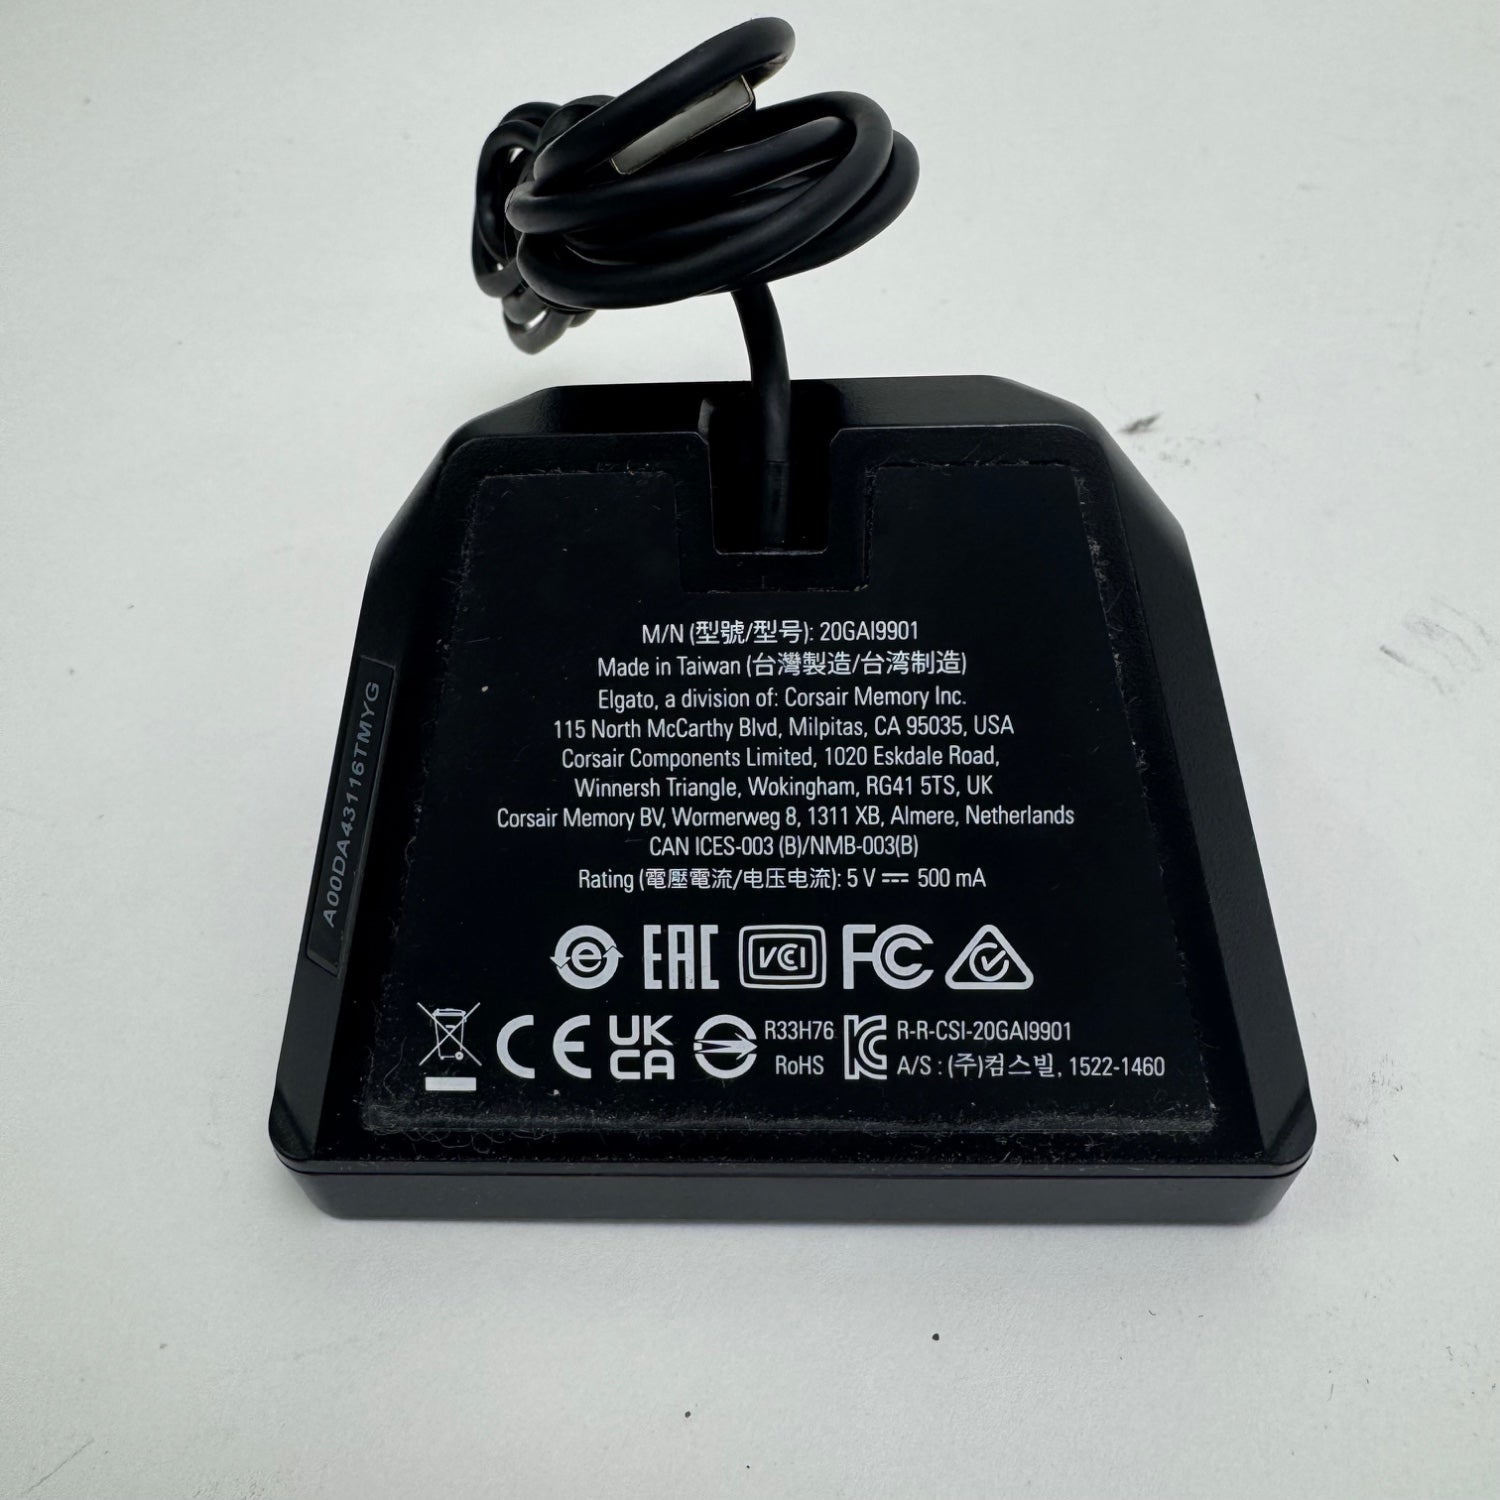 M/N (型號/型号): 20GAI9901
Made in Taiwan (台灣製造/台湾制造)
Elgato, a division of: Corsair Memory Inc.
115 North McCarthy Blvd, Milpitas, CA 95035, USA
Corsair Components Limited, 1020 Eskdale Road,
Winnersh Triangle, Wokingham, RG41 5TS, UK
Corsair Memory BV, Wormerweg 8, 1311 XB, Almere, Netherlands
CAN ICES-003 (B)/NMB-003(B)
Rating (電壓電流/电压电流): 5 V ⎓ 500 mA
EAC VCCI FC
CE UK CA R33H76 RoHS KC R-R-CSI-20GAI9901
A/S : (주)컴스빌, 1522-1460
A00DA43116TMYG